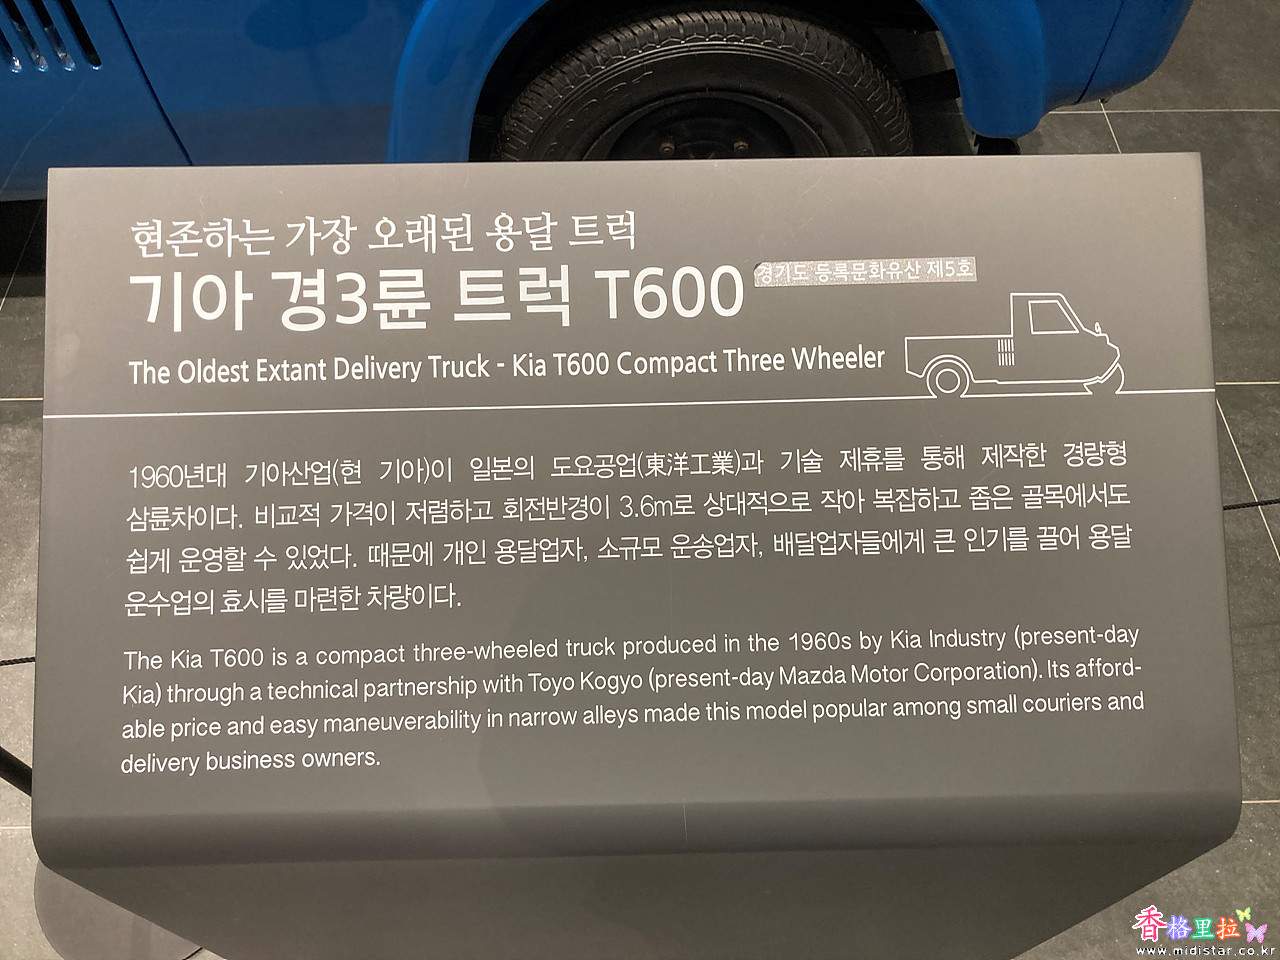 현존하는 가장 오래된 용달 트럭
기아 경3륜 트럭 T600
경기도 등록문화유산 제5호
The Oldest Extant Delivery Truck - Kia T600 Compact Three Wheeler
1960년대 기아산업(현 기아)이 일본의 도요공업(東洋工業)과 기술 제휴를 통해 제작한 경량형
삼륜차이다. 비교적 가격이 저렴하고 회전반경이 3.6m로 상대적으로 작아 복잡하고 좁은 골목에서도
쉽게 운영할 수 있었다. 때문에 개인 용달업자, 소규모 운송업자, 배달업자들에게 큰 인기를 끌어 용달
운수업의 효시를 마련한 차량이다.
The Kia T600 is a compact three-wheeled truck produced in the 1960s by Kia Industry (present-day
Kia) through a technical partnership with Toyo Kogyo (present-day Mazda Motor Corporation). Its afford-
able price and easy maneuverability in narrow alleys made this model popular among small couriers and
delivery business owners.
香格里拉
www.midistar.co.kr